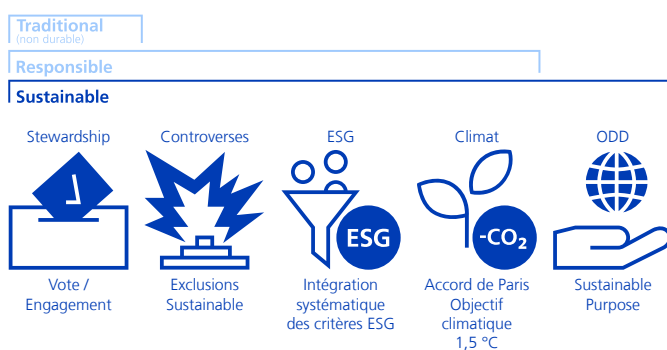 Traditional
(non durable)
Responsible
Sustainable
Stewardship
Controverses
ESG
Climat
ODD
ESG
-CO₂
Vote /
Engagement
Exclusions
Sustainable
Intégration
systématique
des critères ESG
Accord de Paris
Objectif
climatique
1,5 °C
Sustainable
Purpose